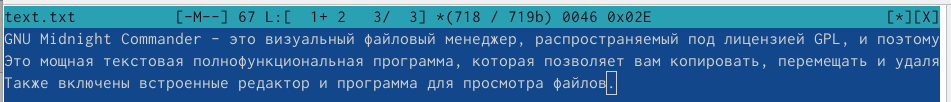 text.txt [-M--] 67 L:[ 1+ 2 3/ 3] *(718 / 719b) 0046 0x02E [*][X]
GNU Midnight Commander – это визуальный файловый менеджер, распространяемый под лицензией GPL, и поэтому
Это мощная текстовая полнофункциональная программа, которая позволяет вам копировать, перемещать и удаля
Также включены встроенные редактор и программа для просмотра файлов.